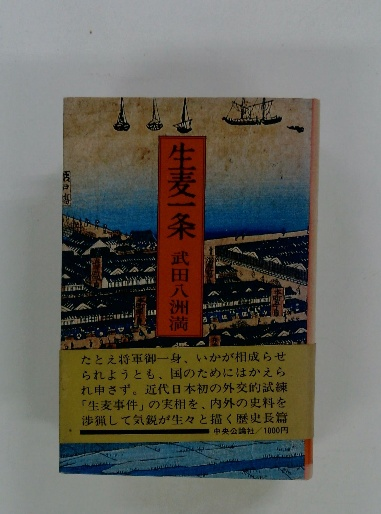 生麦一条
武田八洲満
たとえ将軍御一身、いかが相成らせ
られようとも、国のためにはかえら
れ申さず。近代日本初の外交的試練
「生麦事件」の実相を、内外の史料を
渉猟して気鋭が生々と描く歴史長篇
中央公論社／1000円